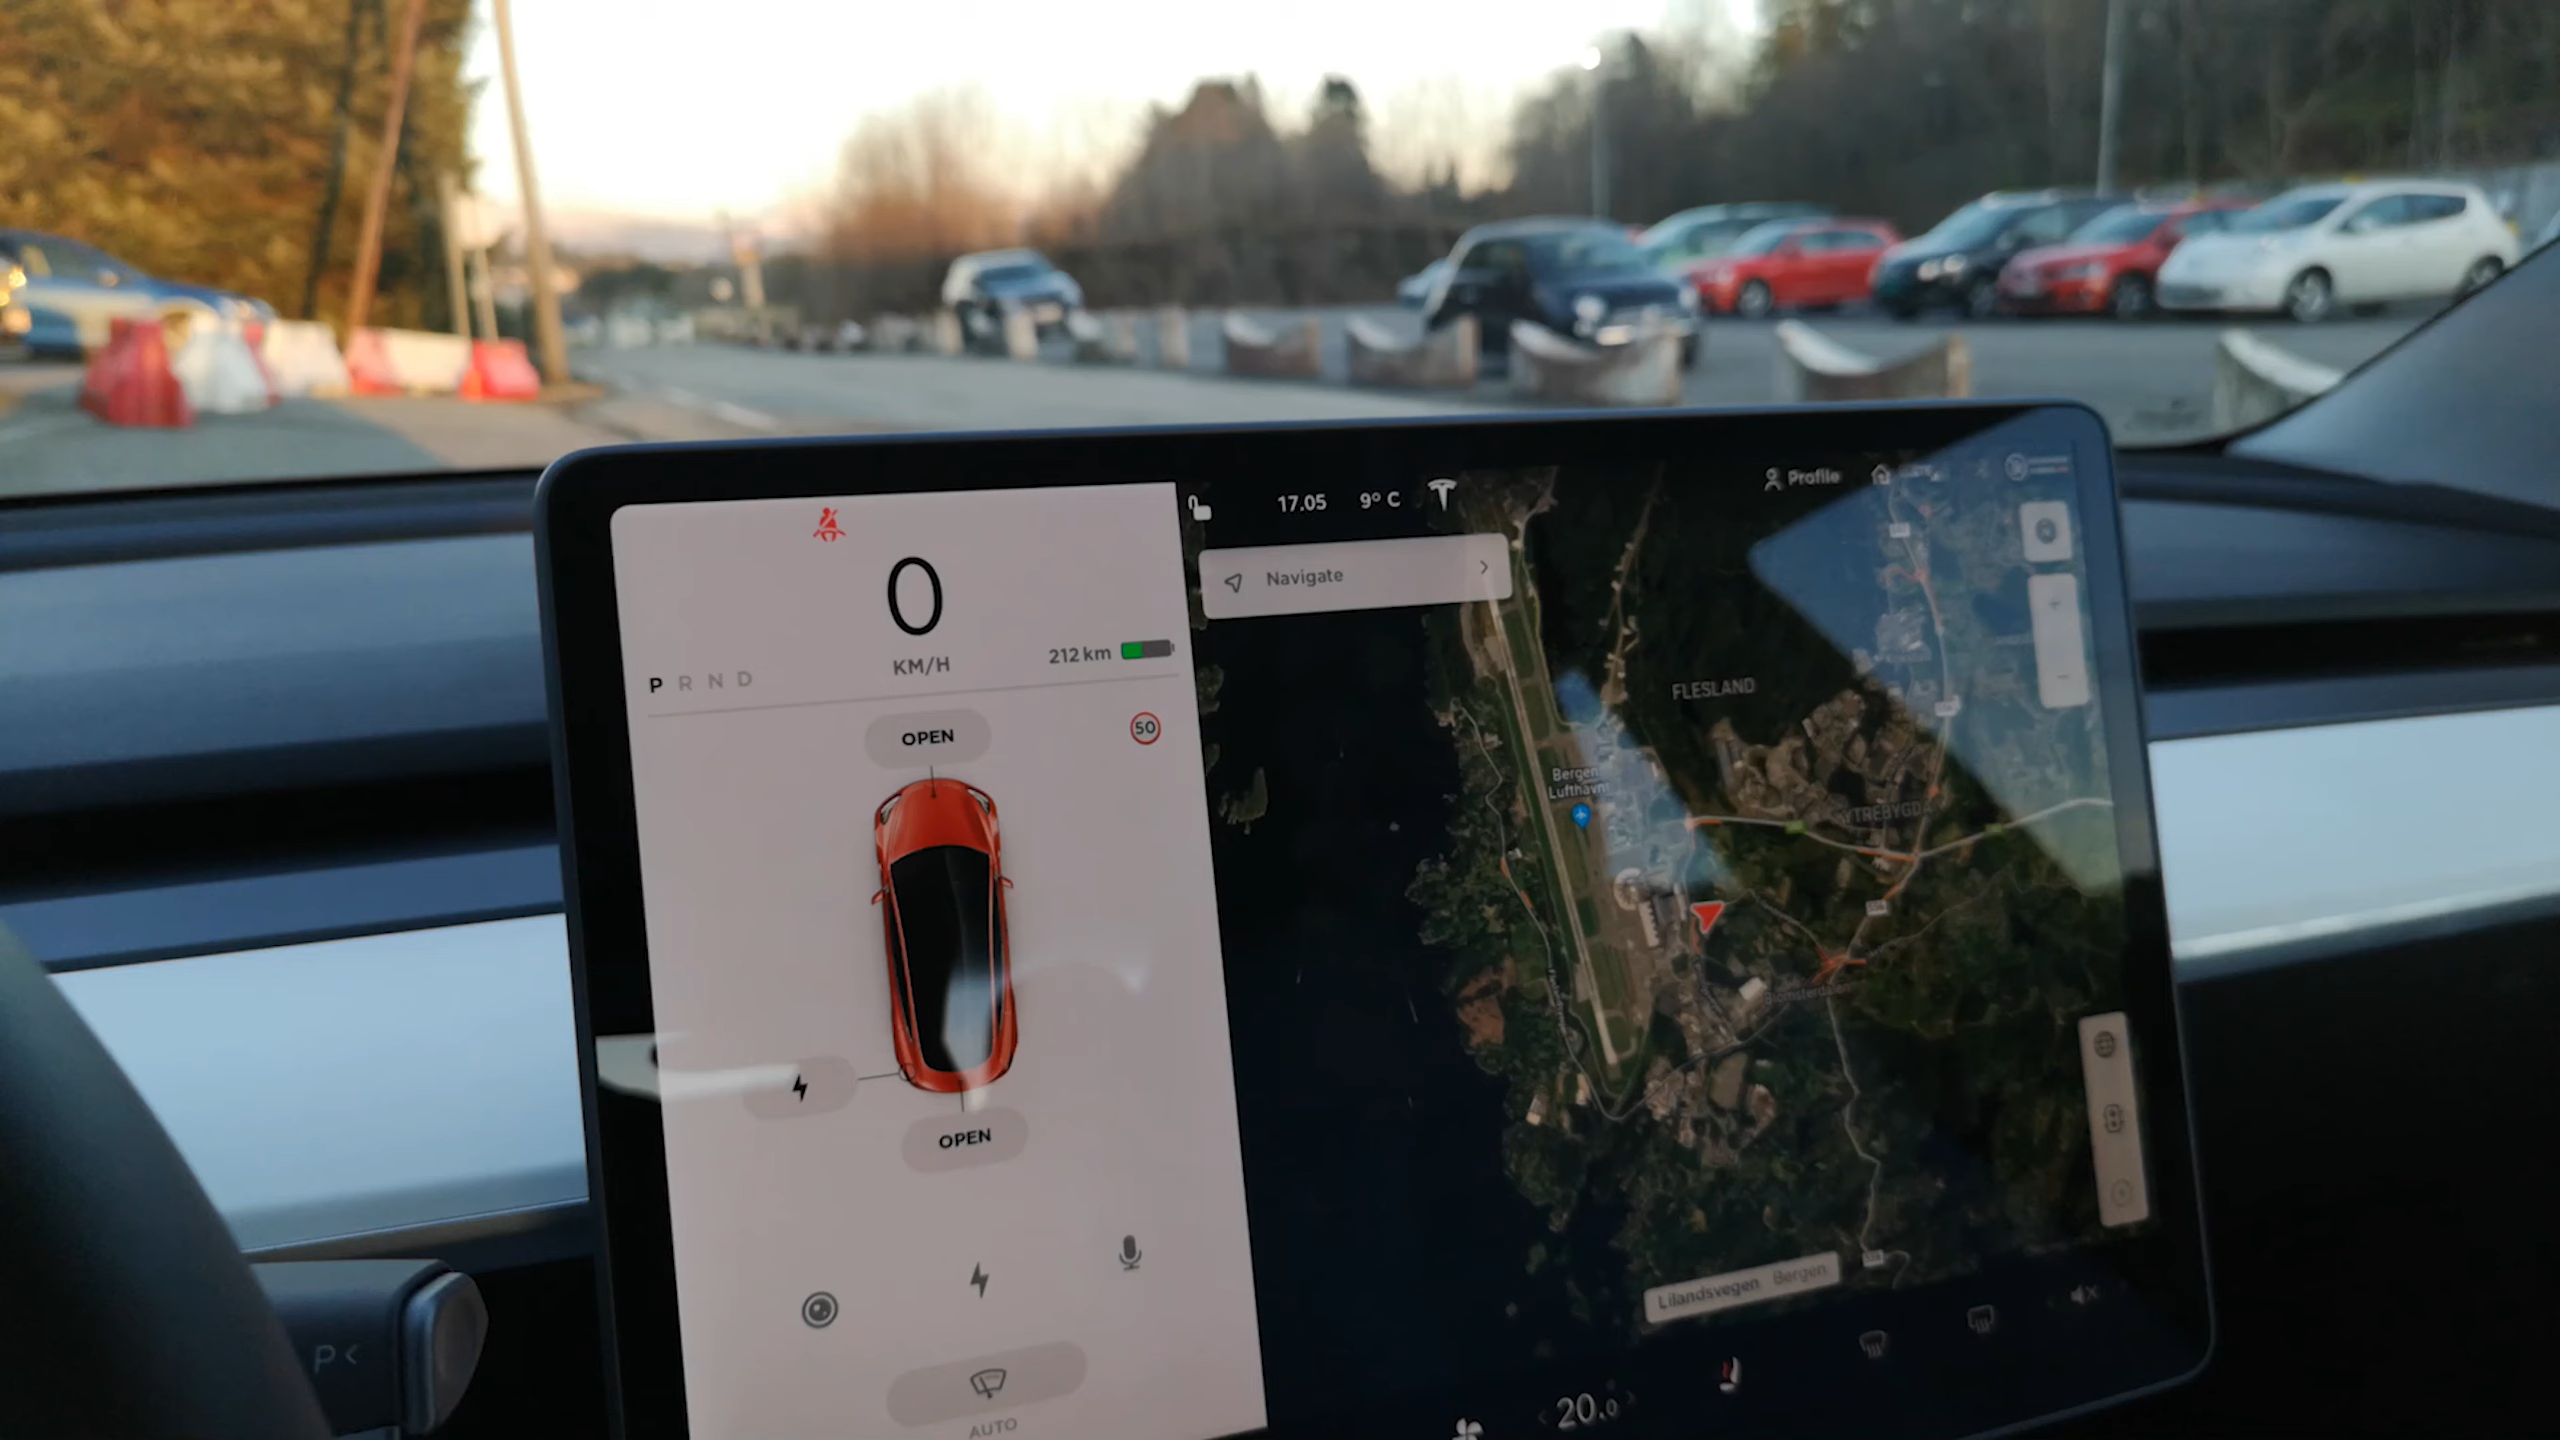 17.05 9° C
Profile
0
KM/H
P R N D
212 km
50
OPEN
OPEN
AUTO
Navigate
FLESLAND
Bergen
Lufthavn
YTREBYGDA
Lilandsvegen Bergen
20.0
P<